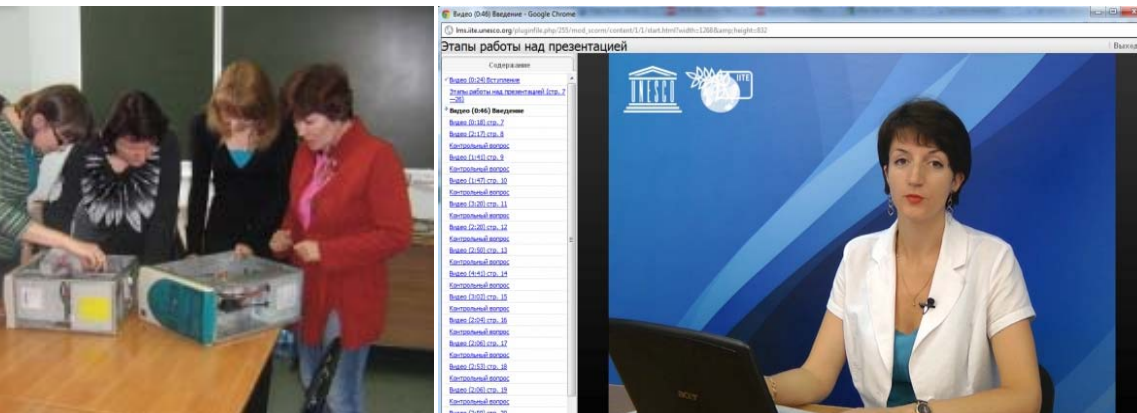 Видео (0:46) Введение - Google Chrome
lms.iite.unesco.org/pluginfile.php/255/mod_scorm/content/1/1/start.html?width=1268&amp;height=832
Этапы работы над презентацией
Выход
Содержание
Видео (0:24) Вступление
Этапы работы над презентацией (стр. 7
—26)
Видео (0:46) Введение
Видео (0:18) стр. 7
Видео (2:17) стр. 8
Контрольный вопрос
Видео (1:41) стр. 9
Контрольный вопрос
Видео (1:47) стр. 10
Контрольный вопрос
Видео (3:20) стр. 11
Контрольный вопрос
Видео (2:20) стр. 12
Контрольный вопрос
Видео (2:50) стр. 13
Контрольный вопрос
Видео (4:41) стр. 14
Контрольный вопрос
Видео (3:03) стр. 15
Контрольный вопрос
Видео (2:04) стр. 16
Контрольный вопрос
Видео (2:06) стр. 17
Контрольный вопрос
Видео (2:53) стр. 18
Контрольный вопрос
Видео (2:06) стр. 19
Контрольный вопрос
UNESCO
IITE
acer